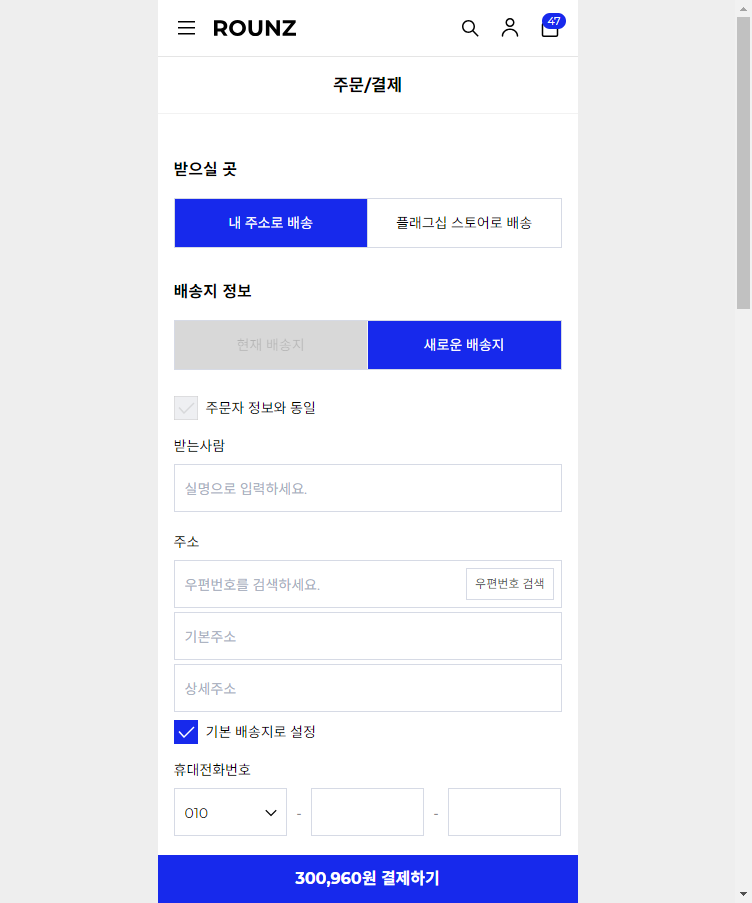 ROUNZ
47
주문/결제
받으실 곳
내 주소로 배송
플래그십 스토어로 배송
배송지 정보
현재 배송지
새로운 배송지
주문자 정보와 동일
받는사람
실명으로 입력하세요.
주소
우편번호를 검색하세요.
우편번호 검색
기본주소
상세주소
기본 배송지로 설정
휴대전화번호
010
-
-
300,960원 결제하기